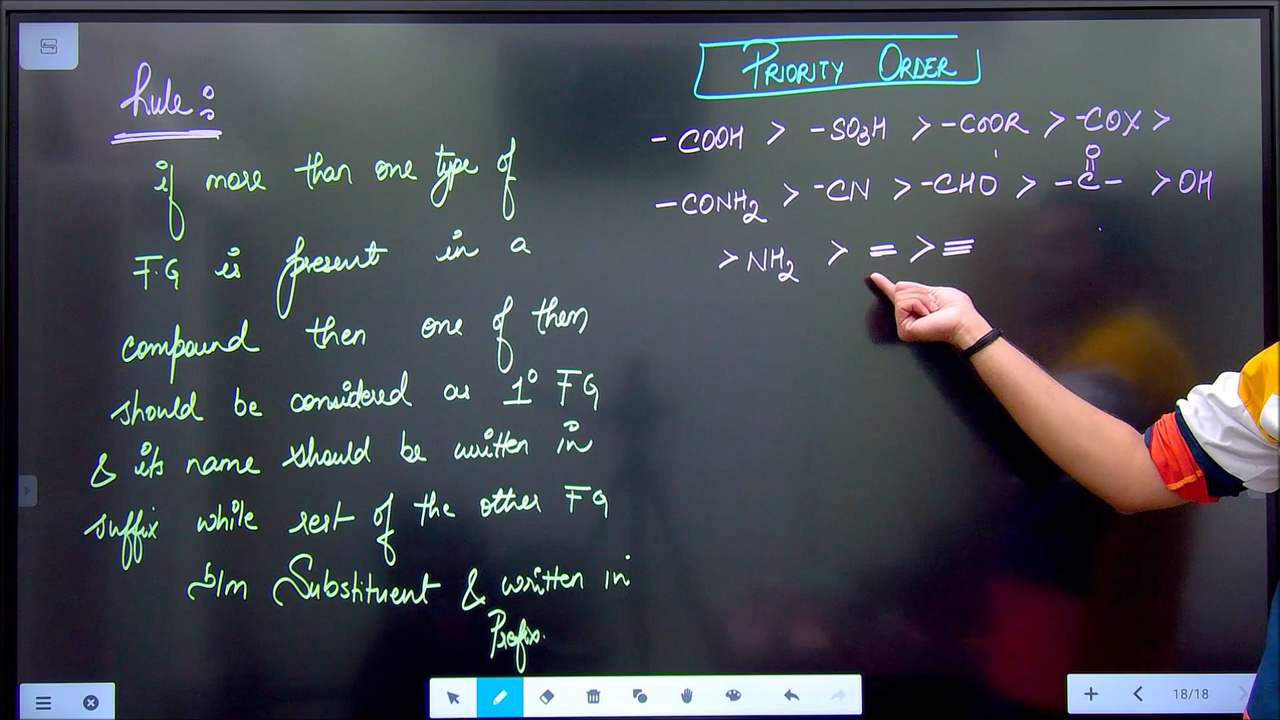 Rule:
if more than one type of
F.G is present in a
compound then one of them
should be considered as 1° FG
& its name should be written in
suffix while rest of the other FG
b/m Substituent & written in
Prefix.
PRIORITY ORDER
-COOH > -SO₃H > -COOR > -COX >
O
-CONH₂ > -CN > -CHO > -C- > OH
> NH₂ > = > ≡
18/18